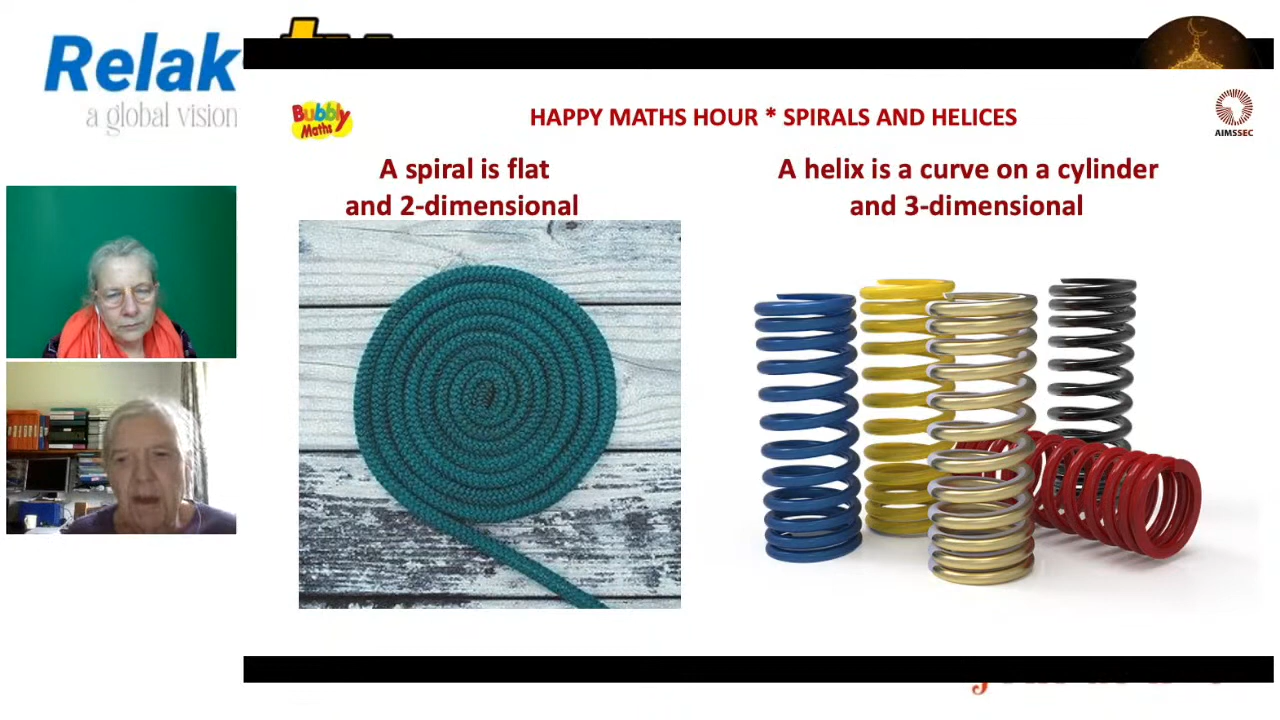 Relak
a global vision
Bubbly
Maths
HAPPY MATHS HOUR * SPIRALS AND HELICES
AIMSSEC
A spiral is flat
and 2-dimensional
A helix is a curve on a cylinder
and 3-dimensional